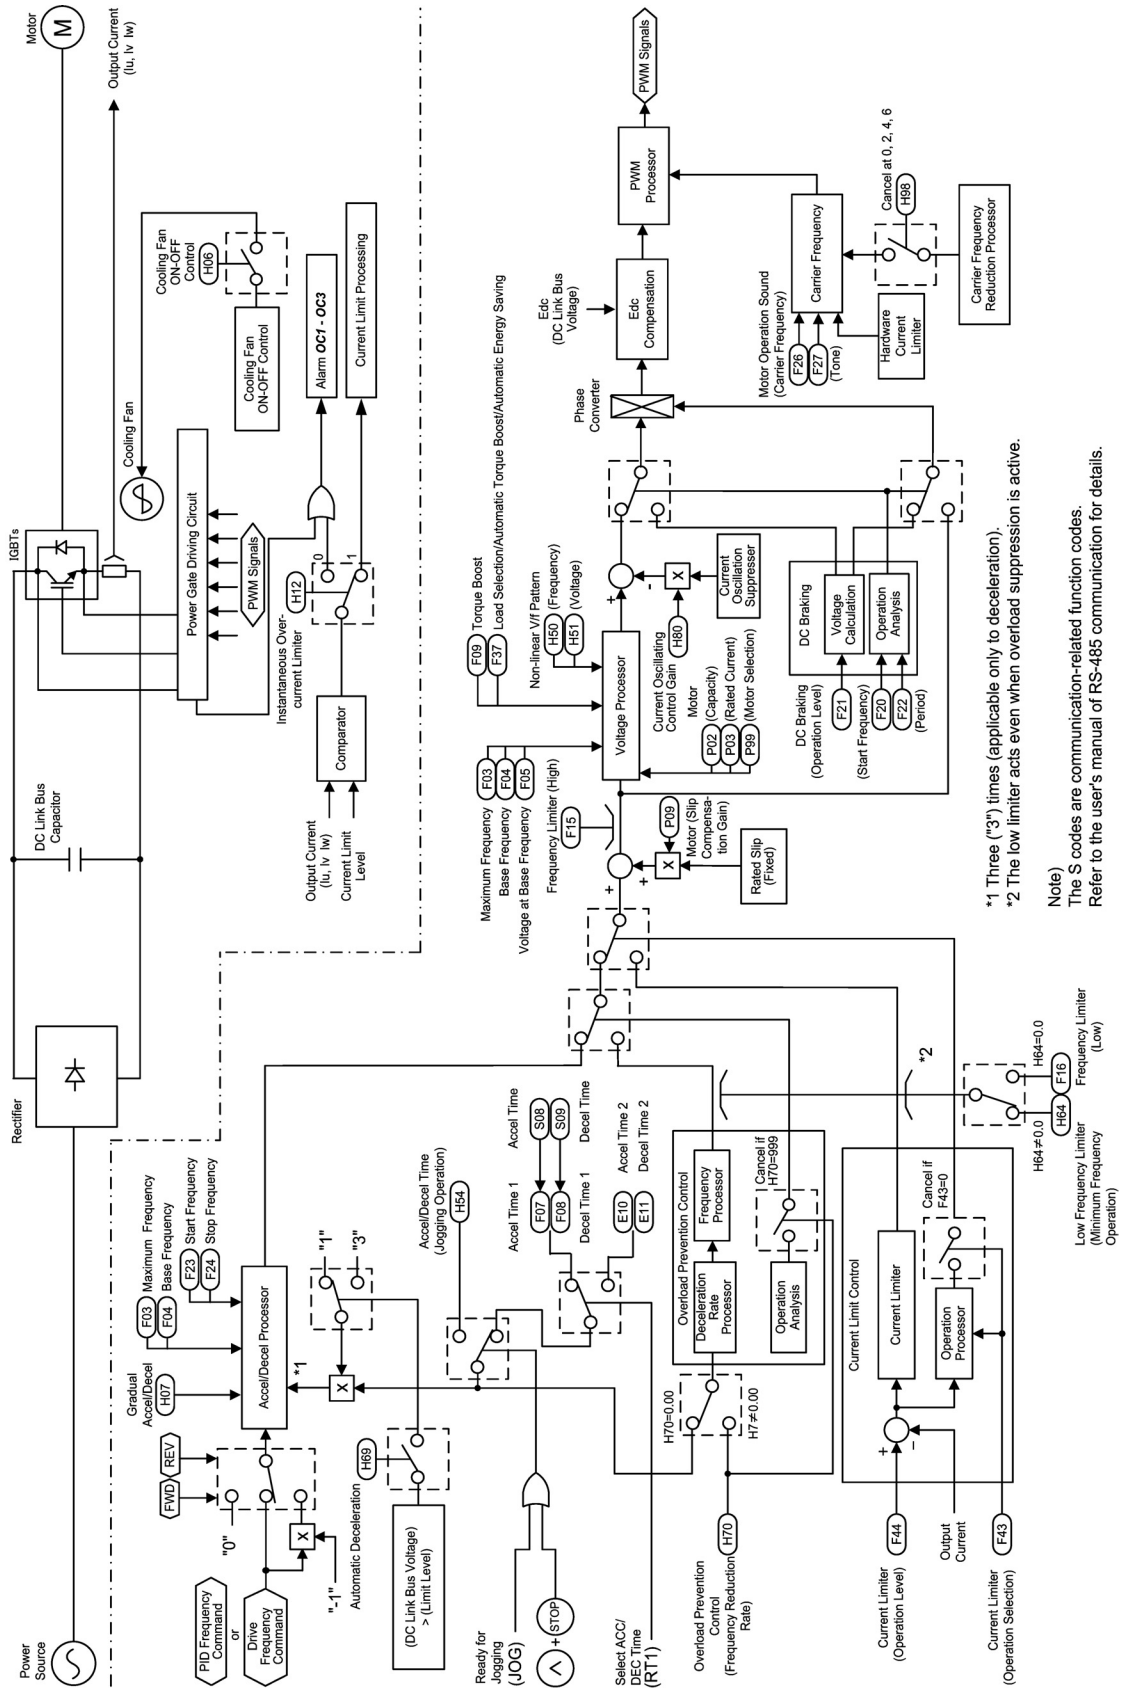 Power
Source
Rectifier
DC Link Bus
Capacitor
IGBTs
Motor
M
Output Current
(Iu, Iv Iw)
Cooling Fan
Power Gate Driving Circuit
PWM Signals
Cooling Fan
ON-OFF
Control
H06
Cooling Fan
ON-OFF Control
Instantaneous Over-
current Limiter
H12
0
1
Alarm OC1 - OC3
Current Limit Processing
Comparator
Output Current
(Iu, Iv Iw)
Current Limit
Level
PID Frequency
Command
or
Drive
Frequency
Command
FWD
REV
"0"
"-1"
X
Gradual
Accel/Decel
H07
F03
Maximum Frequency
F04
Base Frequency
F23
Start Frequency
F24
Stop Frequency
Accel/Decel Processor
*1
X
"1"
"3"
Automatic Deceleration
H69
(DC Link Bus Voltage)
> (Limit Level)
Accel/Decel Time
(Jogging Operation)
H54
Ready for
Jogging
(JOG)
+
STOP
Select ACC/
DEC Time
(RT1)
Accel Time 1
F07
S08
Accel Time
F08
S09
Decel Time 1
Decel Time
E10
Accel Time 2
E11
Decel Time 2
Overload Prevention
Control
(Frequency Reduction
Rate)
H70
H70=0.00
H7≠0.00
Overload Prevention Control
Deceleration
Rate
Processor
Frequency
Processor
Operation
Analysis
Cancel if
H70=999
Current Limiter
(Operation Level)
F44
+
-
Output
Current
Current Limiter
(Operation Selection)
F43
Current Limit Control
Current Limiter
Operation
Processor
Cancel if
F43=0
*2
H64≠0.0
H64=0.0
H64
F16
Low Frequency Limiter
(Minimum Frequency
Operation)
Frequency Limiter
(Low)
+
+
X
P09
Motor (Slip
Compensa-
tion Gain)
Rated Slip
(Fixed)
Frequency Limiter (High)
F15
Maximum Frequency
F03
Base Frequency
F04
Voltage at Base Frequency
F05
F09
Torque Boost
F37
Load Selection/Automatic Torque Boost/Automatic Energy Saving
Non-linear V/f Pattern
H50
(Frequency)
H51
(Voltage)
Voltage Processor
Motor
P02
(Capacity)
P03
(Rated Current)
P99
(Motor Selection)
+
-
X
Current Oscillating
Control Gain
H80
Current
Oscillation
Suppresser
DC Braking
(Operation Level)
F21
(Start Frequency)
F20
F22
(Period)
DC Braking
Voltage
Calculation
Operation
Analysis
Phase
Converter
Edc
(DC Link Bus
Voltage)
Edc
Compensation
PWM
Processor
PWM Signals
Motor Operation Sound
(Carrier Frequency)
F26
F27
(Tone)
Carrier Frequency
Hardware
Current
Limiter
Cancel at 0, 2, 4, 6
H98
Carrier Frequency
Reduction Processor
*1 Three ("3") times (applicable only to deceleration).
*2 The low limiter acts even when overload suppression is active.
Note)
The S codes are communication-related function codes.
Refer to the user's manual of RS-485 communication for details.